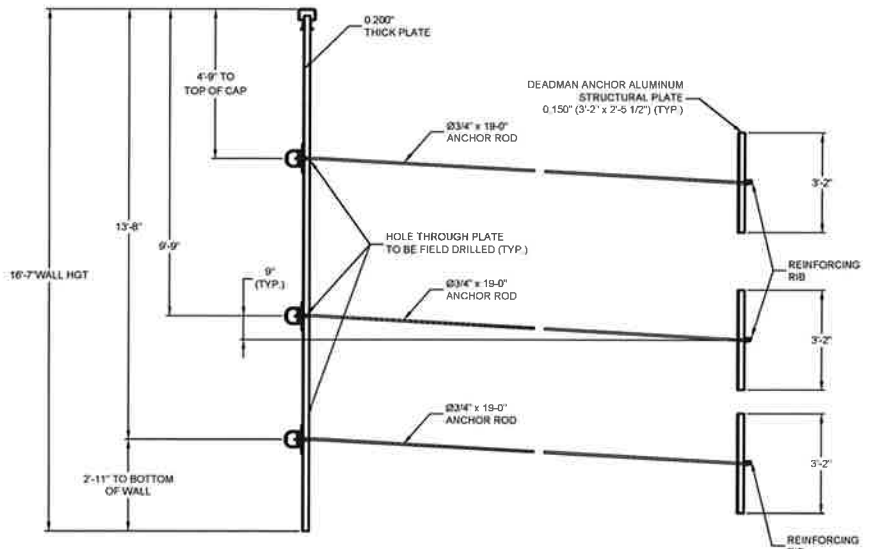 0.200"
THICK PLATE
4'-9" TO
TOP OF CAP
DEADMAN ANCHOR ALUMINUM
STRUCTURAL PLATE
0.150" (3'-2" x 2'-5 1/2") (TYP.)
Ø3/4" x 19'-0"
ANCHOR ROD
3'-2"
13'-8"
9'-9"
HOLE THROUGH PLATE
TO BE FIELD DRILLED (TYP.)
16'-7" WALL HGT
9"
(TYP.)
REINFORCING
RIB
Ø3/4" x 19'-0"
ANCHOR ROD
3'-2"
Ø3/4" x 19'-0"
ANCHOR ROD
3'-2"
2'-11" TO BOTTOM
OF WALL
REINFORCING